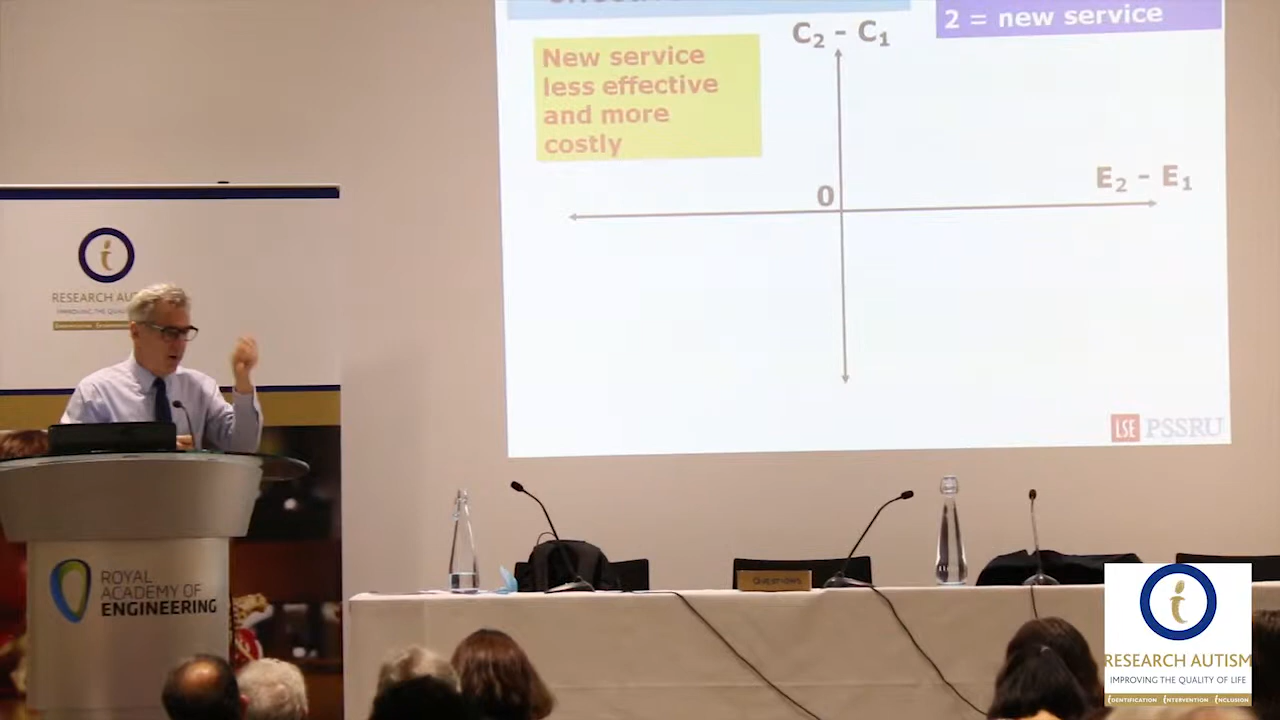 2 = new service
C₂ - C₁
New service
less effective
and more
costly
E₂ - E₁
0
RESEARCH AU
LSE PSSRU
ROYAL
ACADEMY OF
ENGINEERING
QUESTIONS
RESEARCH AUTISM
IMPROVING THE QUALITY OF LIFE
IDENTIFICATION INTERVENTION INCLUSION